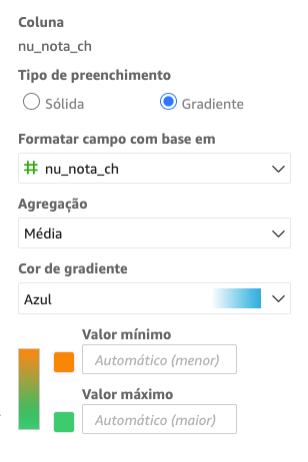 Coluna
nu_nota_ch
Tipo de preenchimento
Sólida
Gradiente
Formatar campo com base em
# nu_nota_ch
Agregação
Média
Cor de gradiente
Azul
Valor mínimo
Automático (menor)
Valor máximo
Automático (maior)